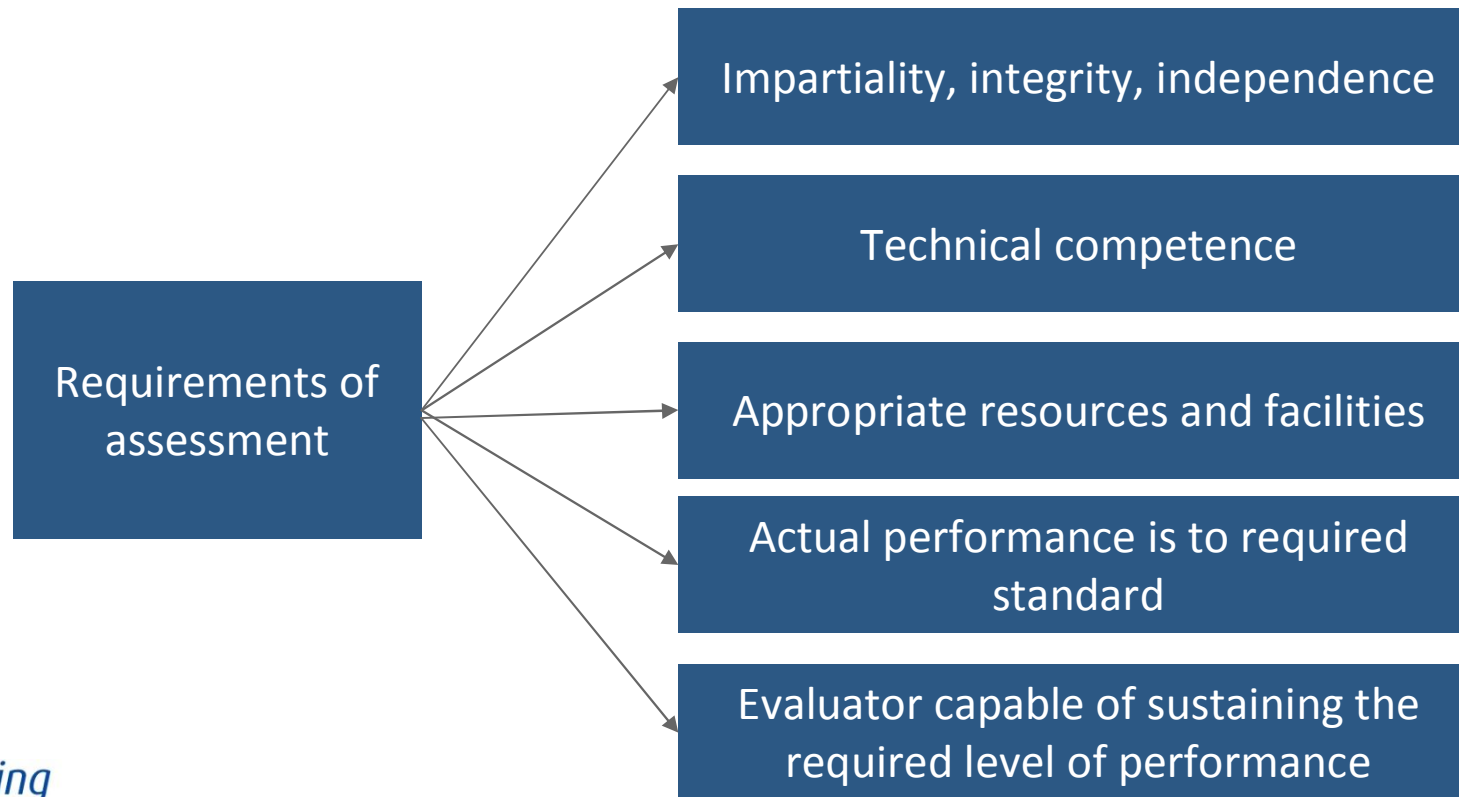 Impartiality, integrity, independence
Technical competence
Requirements of
assessment
Appropriate resources and facilities
Actual performance is to required
standard
Evaluator capable of sustaining the
required level of performance
ing